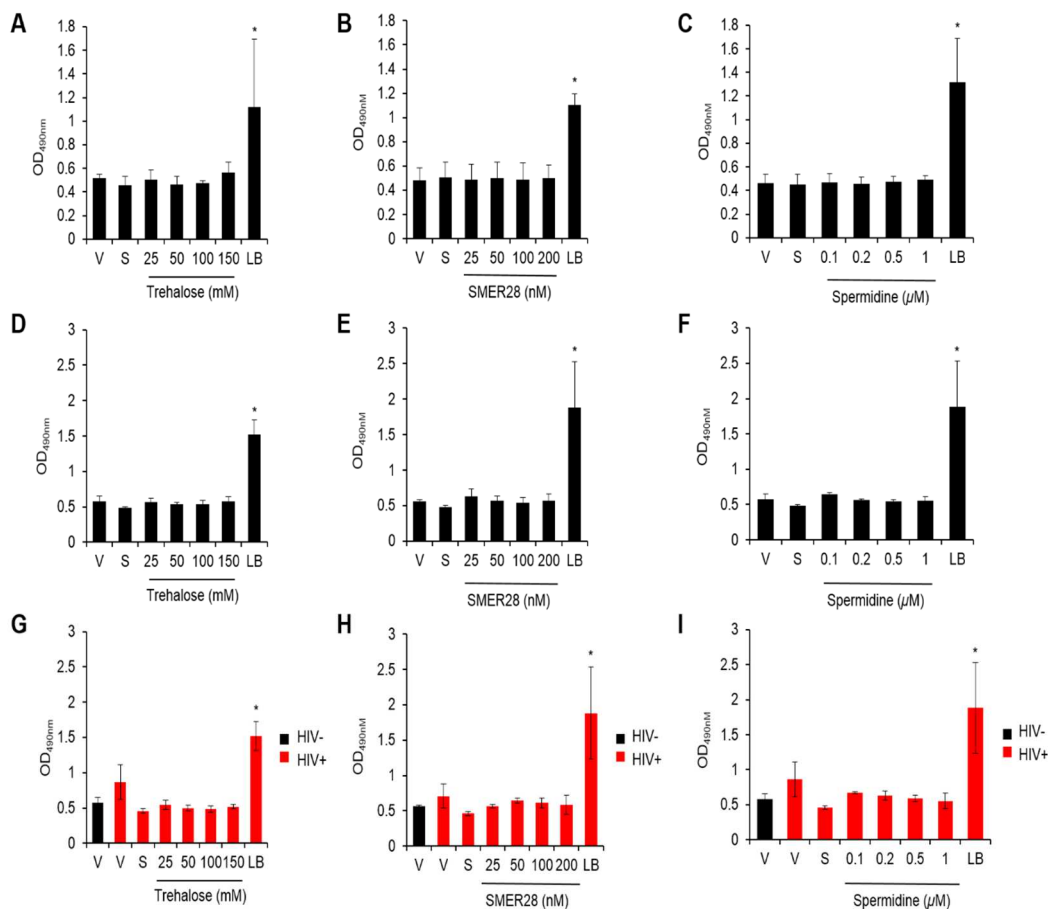 A
OD490nm
1.8
1.6
1.4
1.2
1
0.8
0.6
0.4
0.2
0
*
V S 25 50 100 150 LB
Trehalose (mM)
B
OD490nM
1.8
1.6
1.4
1.2
1
0.8
0.6
0.4
0.2
0
*
V S 25 50 100 200 LB
SMER28 (nM)
C
OD490nM
1.8
1.6
1.4
1.2
1
0.8
0.6
0.4
0.2
0
*
V S 0.1 0.2 0.5 1 LB
Spermidine (µM)
D
OD490nm
3
2.5
2
1.5
1
0.5
0
*
V S 25 50 100 150 LB
Trehalose (mM)
E
OD490nM
3
2.5
2
1.5
1
0.5
0
*
V S 25 50 100 200 LB
SMER28 (nM)
F
OD490nM
3
2.5
2
1.5
1
0.5
0
*
V S 0.1 0.2 0.5 1 LB
Spermidine (µM)
G
OD490nm
3
2.5
2
1.5
1
0.5
0
*
HIV-
HIV+
V V S 25 50 100 150 LB
Trehalose (mM)
H
OD490nM
3
2.5
2
1.5
1
0.5
0
*
HIV-
HIV+
V V S 25 50 100 200 LB
SMER28 (nM)
I
OD490nM
3
2.5
2
1.5
1
0.5
0
*
HIV-
HIV+
V V S 0.1 0.2 0.5 1 LB
Spermidine (µM)